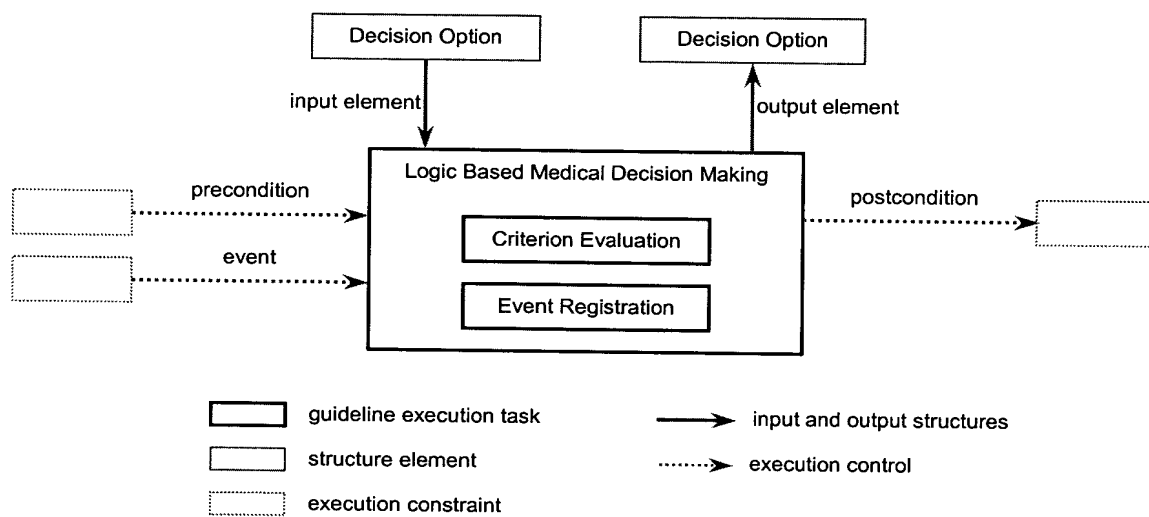 Decision Option
Decision Option
input element
output element
Logic Based Medical Decision Making
precondition
postcondition
Criterion Evaluation
event
Event Registration
guideline execution task
input and output structures
structure element
execution control
execution constraint